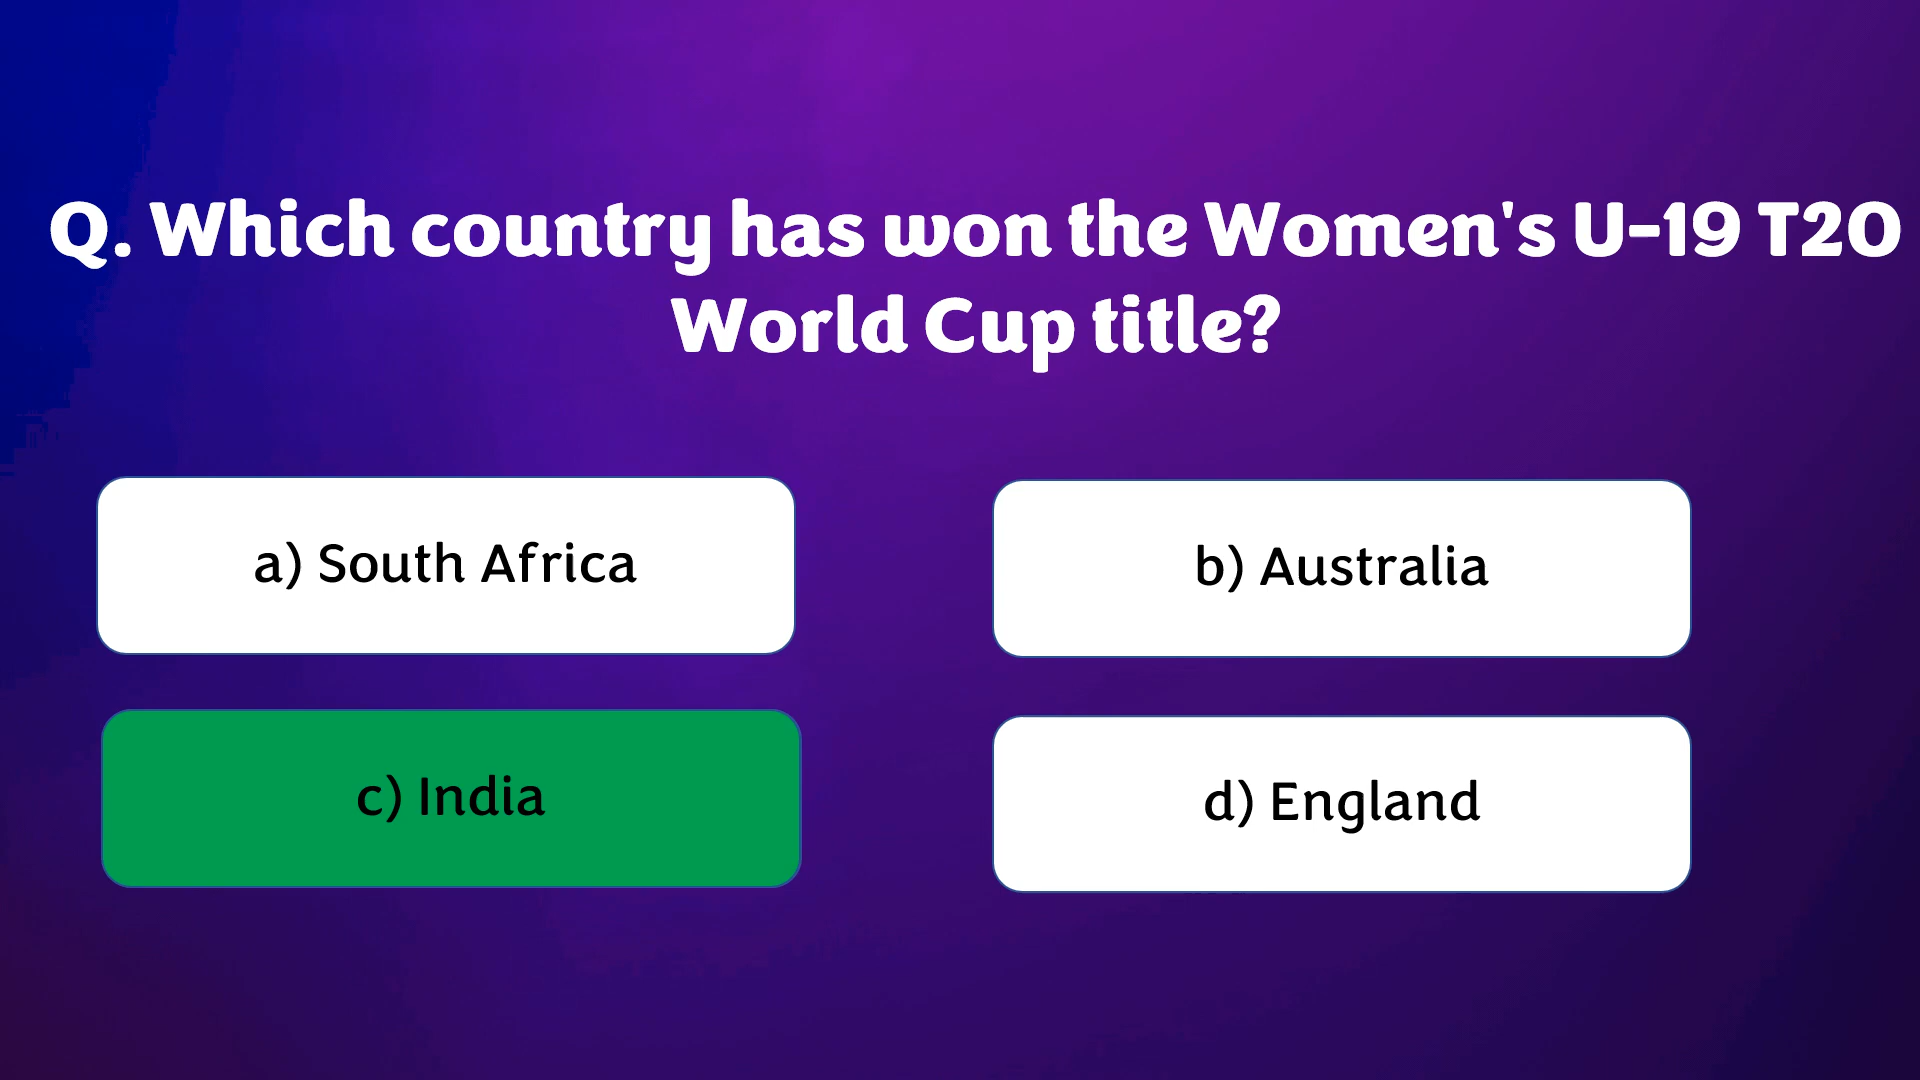 Q. Which country has won the Women's U-19 T20
World Cup title?
a) South Africa
b) Australia
c) India
d) England